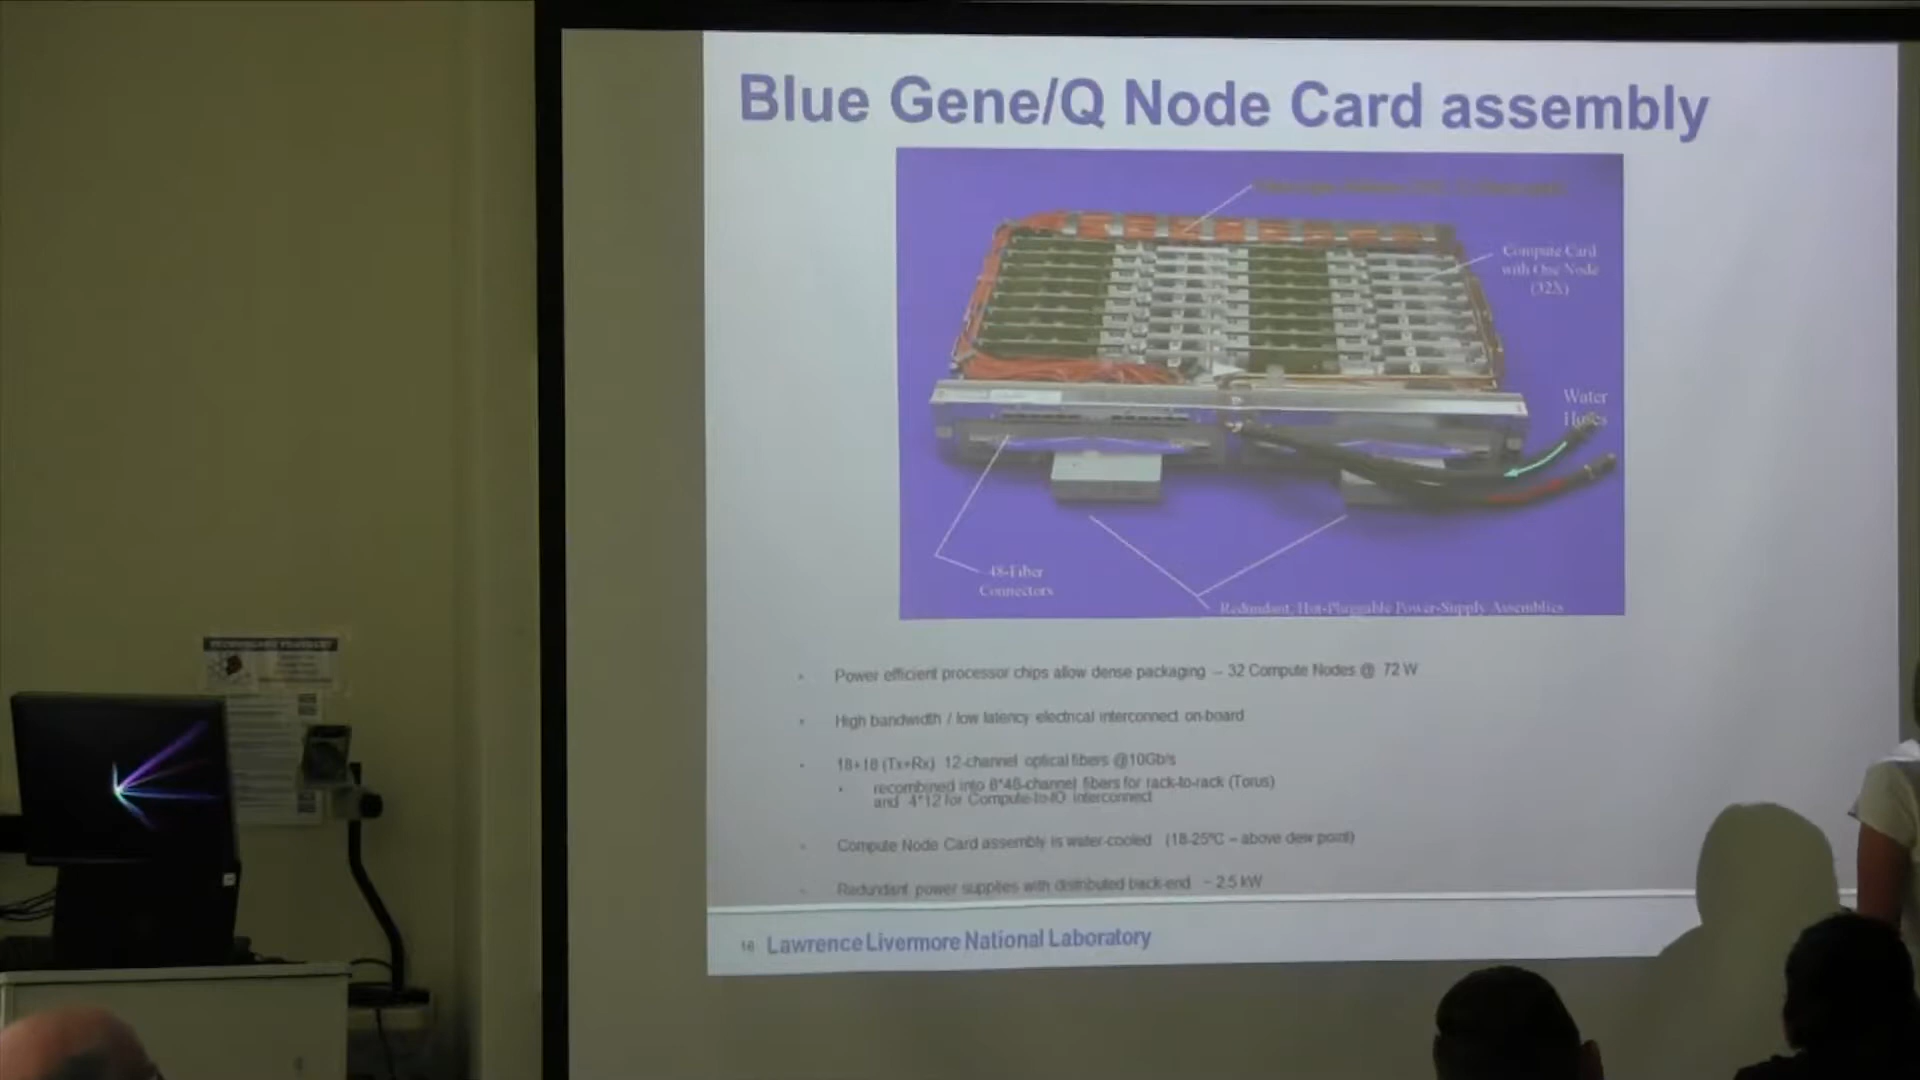 Blue Gene/Q Node Card assembly
Compute Card
with One Node
(32X)
Water
Hoses
48-Fiber
Connectors
Redundant, Hot-Pluggable Power-Supply Assemblies
Power efficient processor chips allow dense packaging – 32 Compute Nodes @ 72 W
High bandwidth / low latency electrical interconnect on-board
18+18 (Tx+Rx) 12-channel optical fibers @10Gb/s
recombined into 8*48-channel fibers for rack-to-rack (Torus)
and 4*12 for Compute-to-IO interconnect
Compute Node Card assembly is water-cooled (18-25°C – above dew point)
Redundant power supplies with distributed back-end ~ 2.5 kW
16 Lawrence Livermore National Laboratory